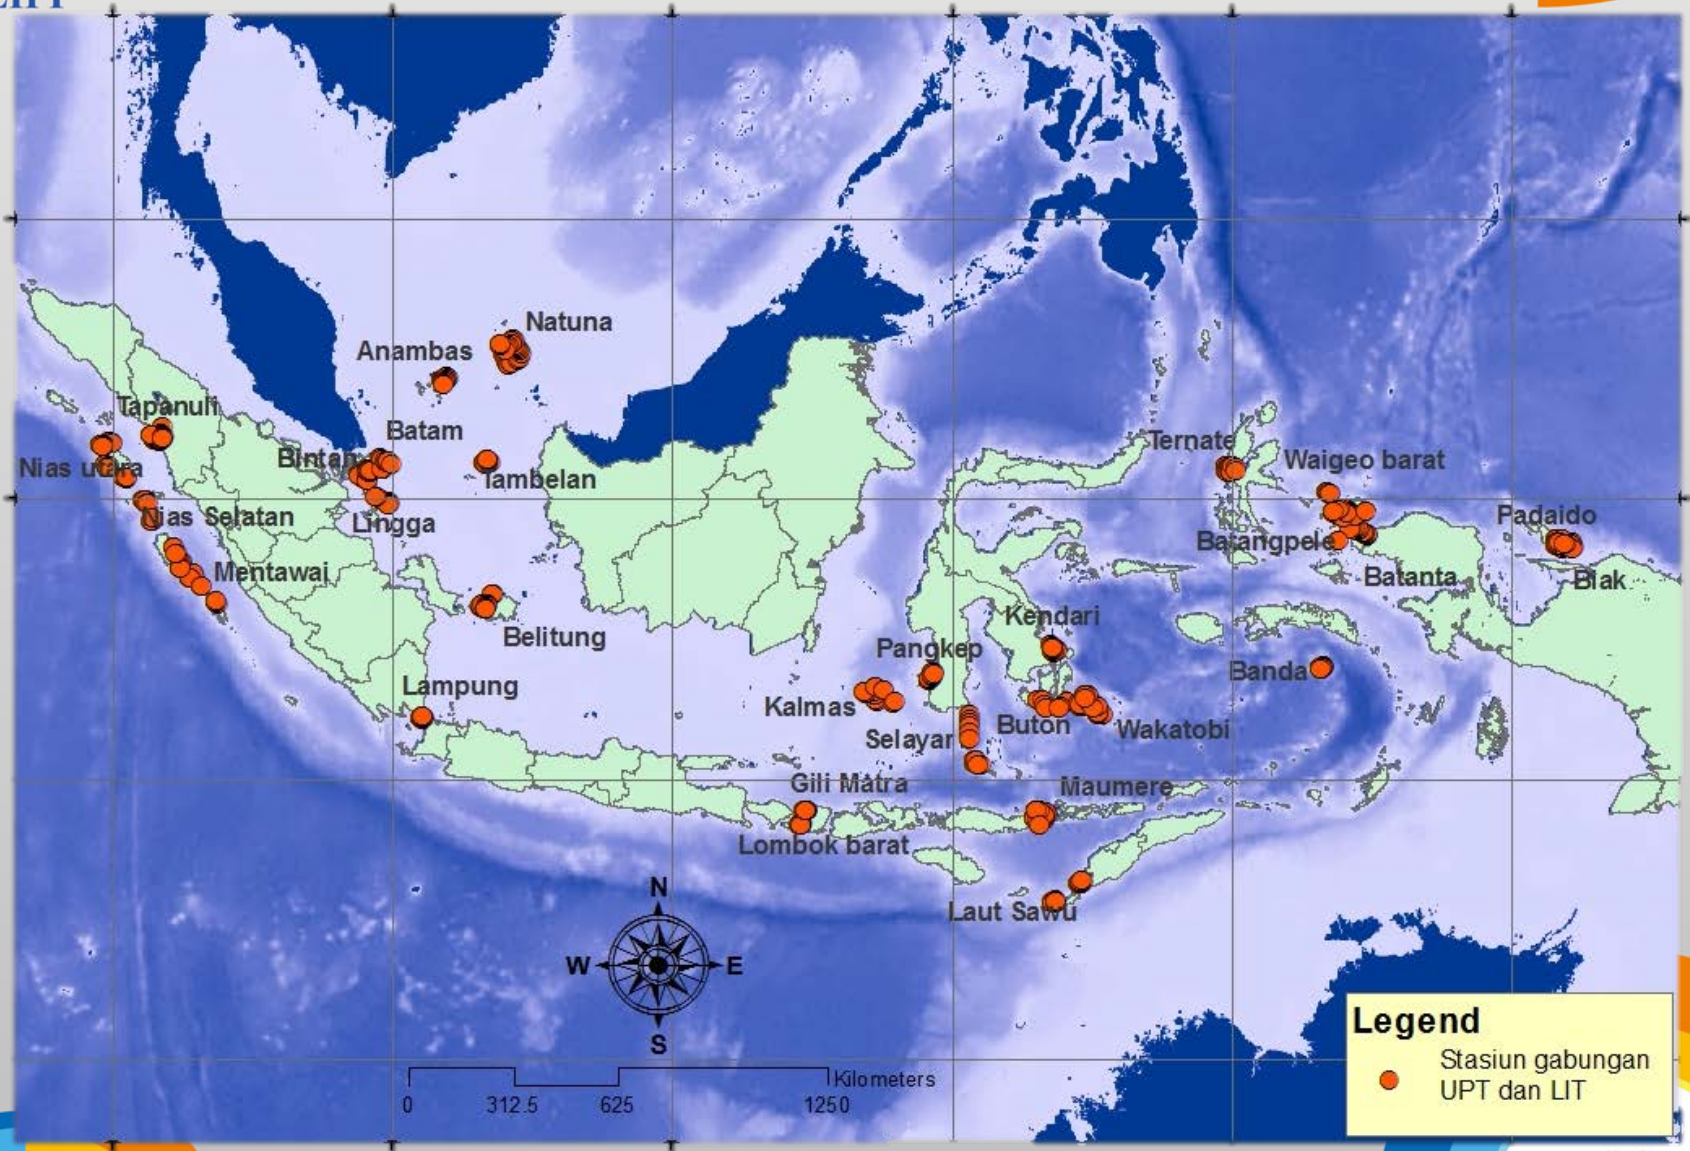 Natuna
Anambas
Tapanuli
Batam
Ternate
Bintan
Waigeo barat
Nias utara
Tambelan
Nias Selatan
Lingga
Padaido
Batangpele
Mentawai
Batanta
Biak
Kendari
Belitung
Pangkep
Banda
Lampung
Kalmas
Buton
Wakatobi
Selayar
Gili Matra
Maumere
Lombok barat
Laut Sawu
N
W E
S
Kilometers
0 312.5 625 1250
Legend
Stasiun gabungan
UPT dan LIT